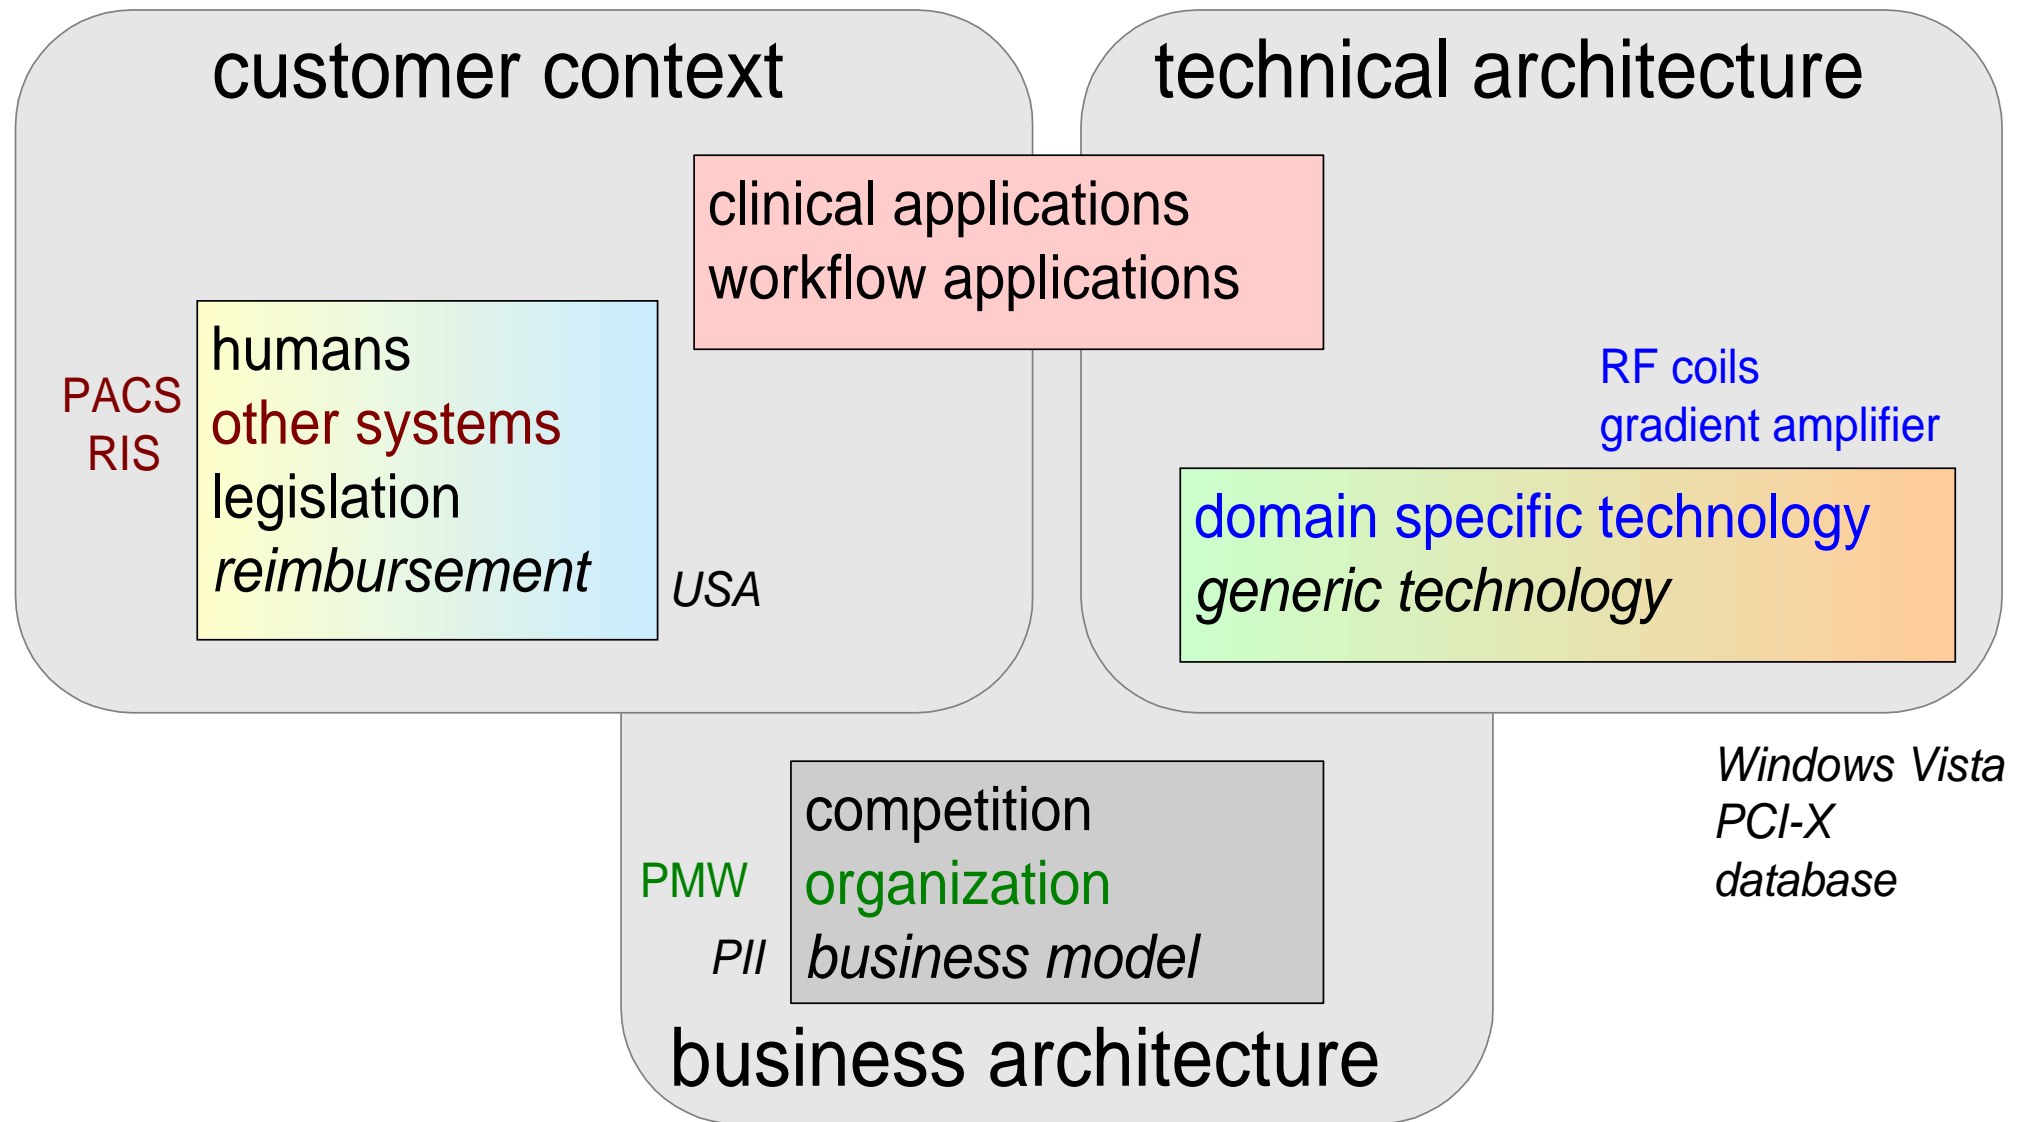 customer context
technical architecture
clinical applications
workflow applications
PACS
RIS
humans
other systems
legislation
reimbursement
USA
RF coils
gradient amplifier
domain specific technology
generic technology
Windows Vista
PCI-X
database
PMW
PII
competition
organization
business model
business architecture